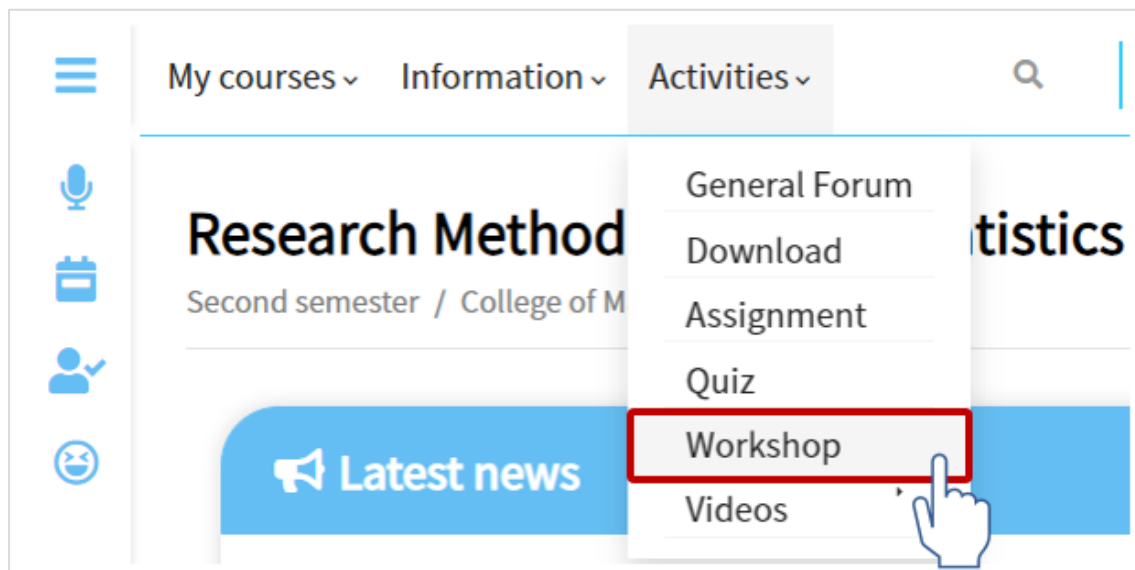 My courses Information Activities
General Forum
Research Method tistics
Download
Second semester / College of M
Assignment
Quiz
Workshop
Latest news
Videos